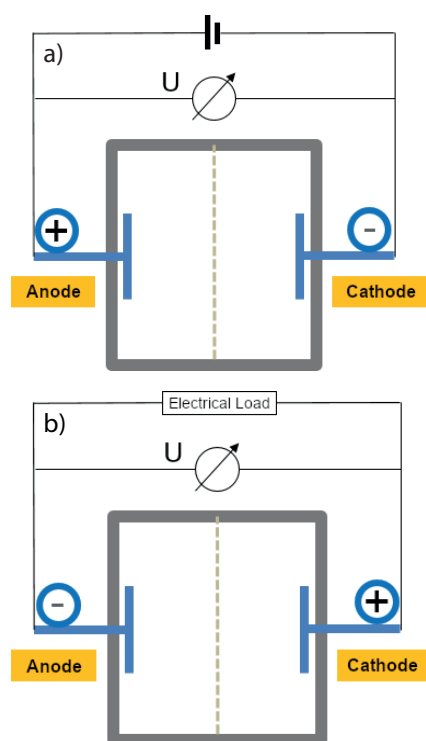 a)
U
+
-
Anode
Cathode
Electrical Load
b)
U
-
+
Anode
Cathode